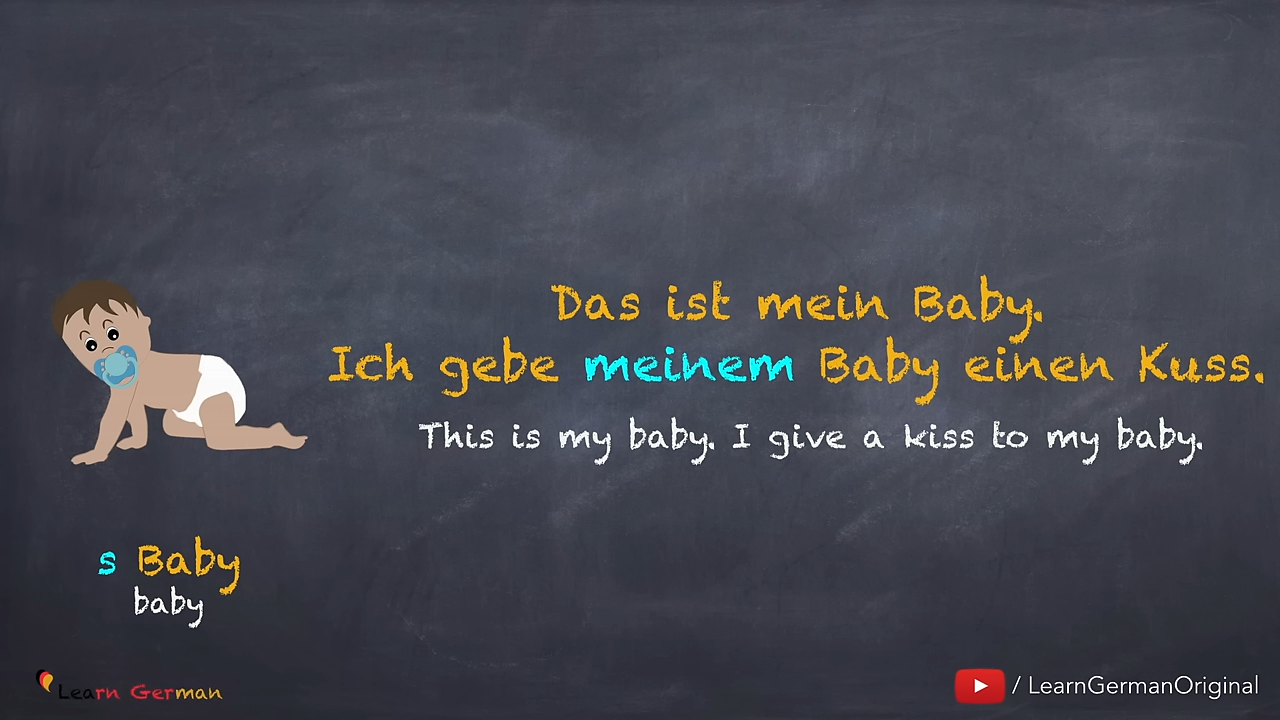 Das ist mein Baby.
Ich gebe meinem Baby einen Kuss.
This is my baby. I give a kiss to my baby.
s Baby
baby
Learn German
/ LearnGermanOriginal